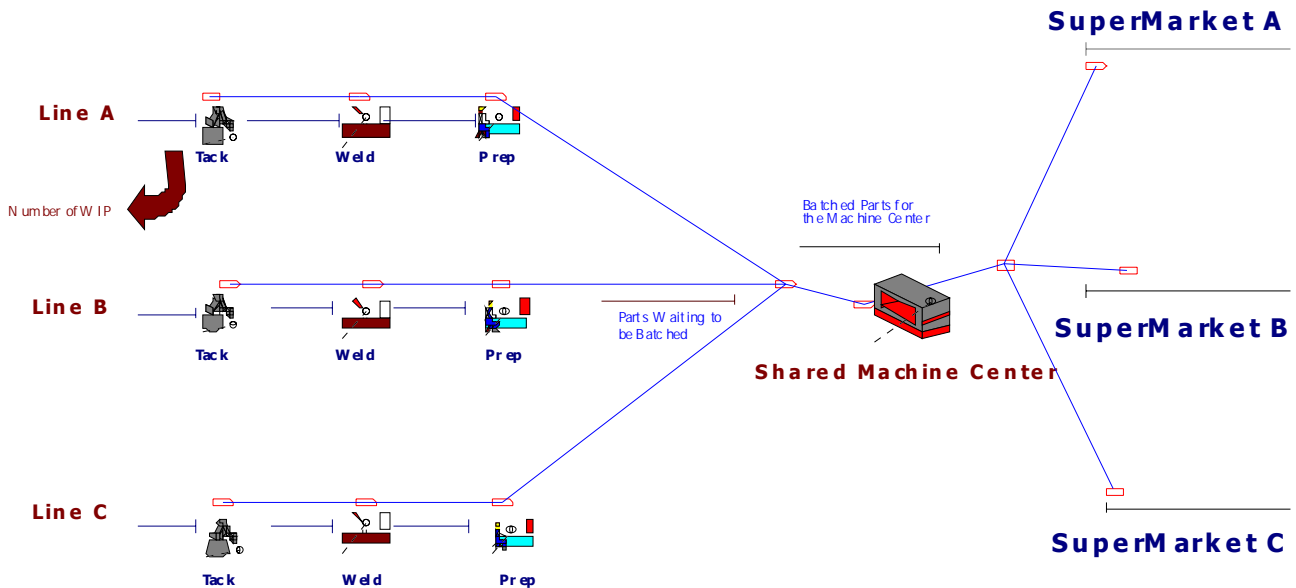 SuperMarket A
Line A
Tack
Weld
Prep
Number of WIP
Batched Parts for
the Machine Center
Line B
Parts Waiting to
be Batched
Tack
Weld
Prep
SuperMarket B
Shared Machine Center
Line C
SuperMarket C
Tack
Weld
Prep